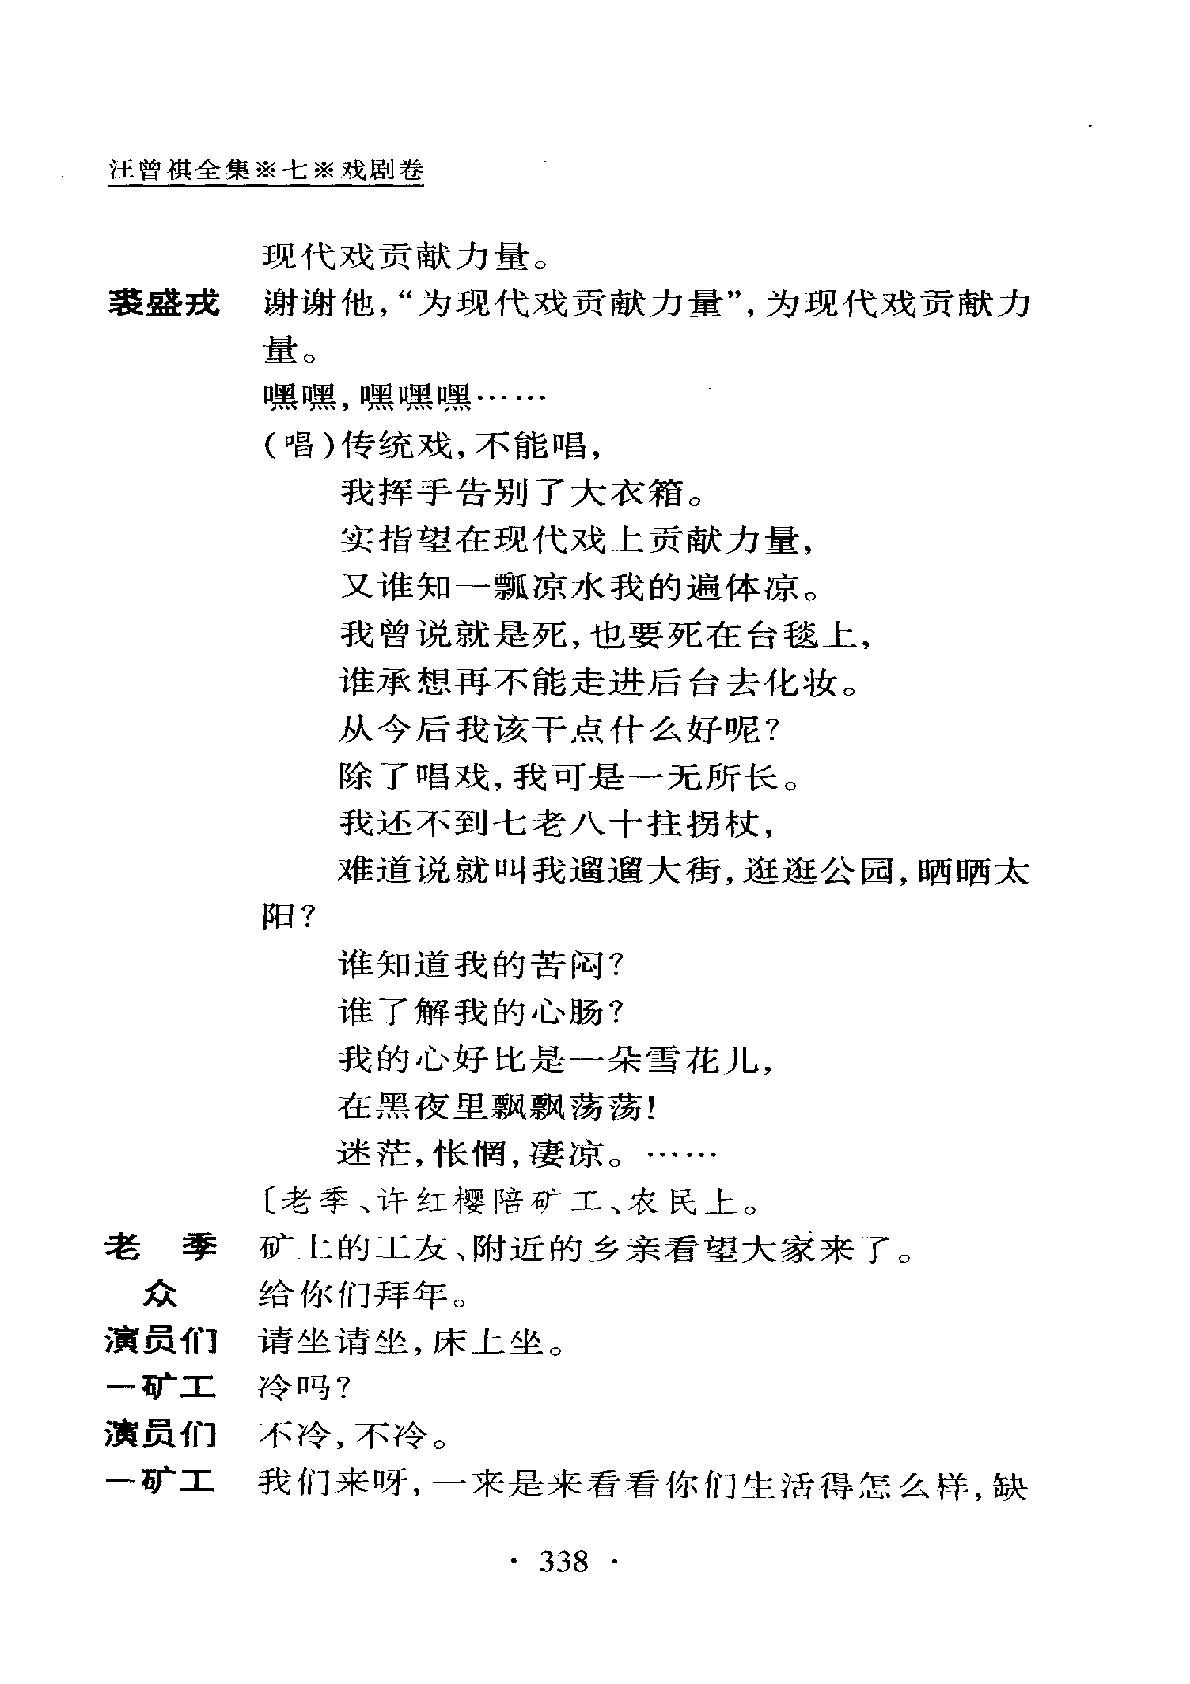 汪曾祺全集※七※戏剧卷
现代戏贡献力量。
裘盛戎 谢谢他，“为现代戏贡献力量”，为现代戏贡献力
量。
嘿嘿，嘿嘿嘿……
（唱）传统戏，不能唱，
我挥手告别了大衣箱。
实指望在现代戏上贡献力量，
又谁知一瓢凉水我的遍体凉。
我曾说就是死，也要死在台毯上，
谁承想再不能走进后台去化妆。
从今后我该干点什么好呢？
除了唱戏，我可是一无所长。
我还不到七老八十拄拐杖，
难道说就叫我遛遛大街，逛逛公园，晒晒太
阳？
谁知道我的苦闷？
谁了解我的心肠？
我的心好比是一朵雪花儿，
在黑夜里飘飘荡荡！
迷茫，怅惘，凄凉。……
〔老季、许红樱陪矿工、农民上。
老 季 矿上的工友、附近的乡亲看望大家来了。
众 给你们拜年。
演员们 请坐请坐，床上坐。
一矿工 冷吗？
演员们 不冷，不冷。
一矿工 我们来呀，一来是来看看你们生活得怎么样，缺
· 338 ·